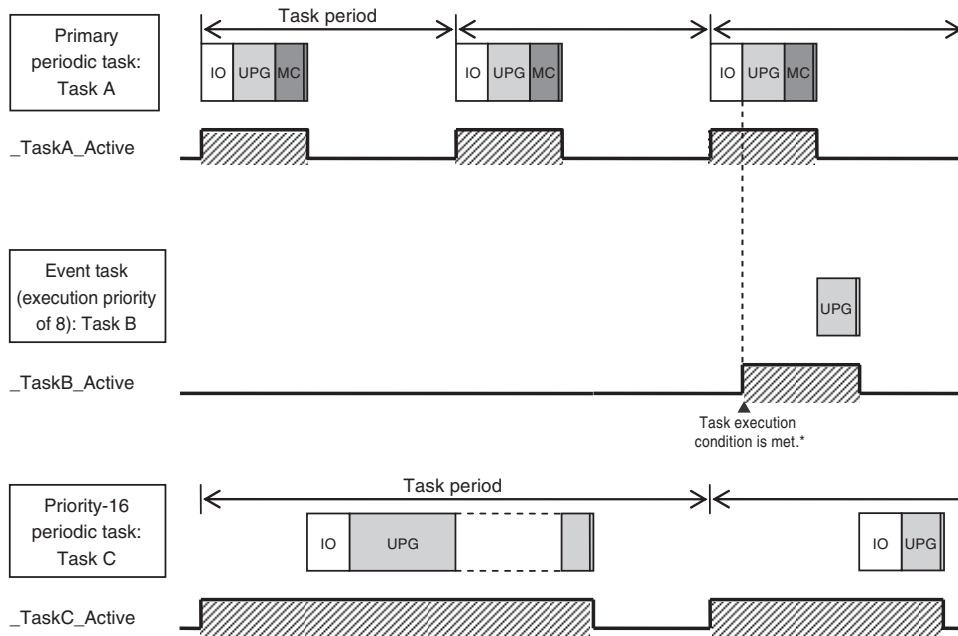 Task period
Primary
periodic task:
Task A
IO UPG MC
IO UPG MC
IO UPG MC
_TaskA_Active
Event task
(execution priority
of 8): Task B
UPG
_TaskB_Active
Task execution
condition is met.*
Task period
Priority-16
periodic task:
Task C
IO UPG
IO UPG
_TaskC_Active